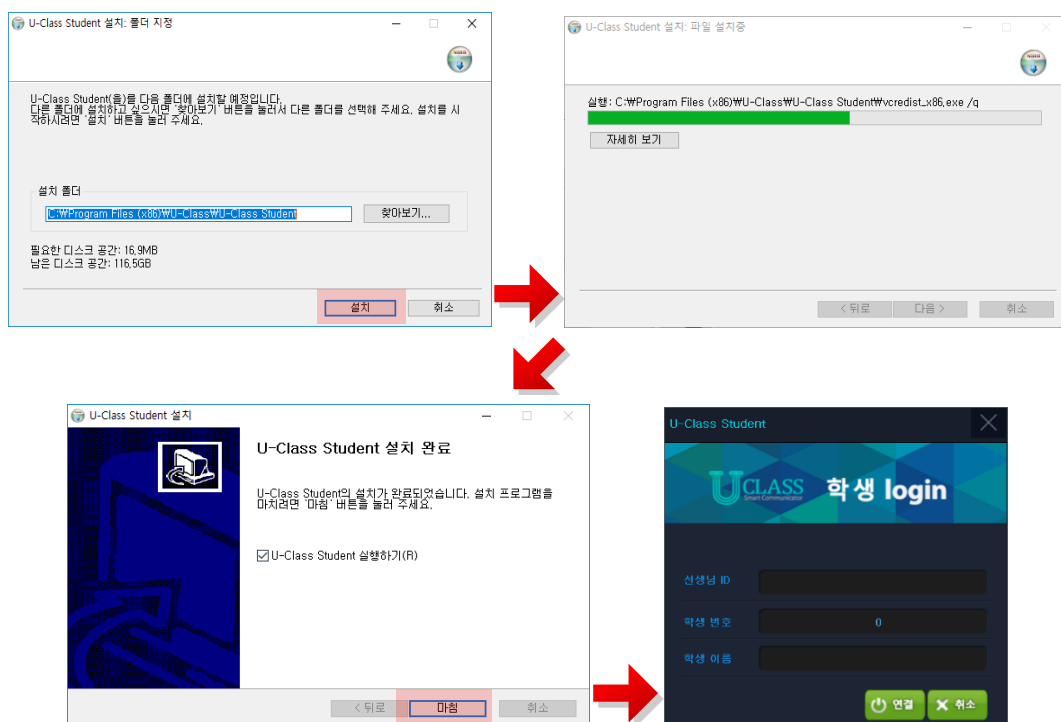 U-Class Student 설치: 폴더 지정
U-Class Student(을)를 다음 폴더에 설치할 예정입니다.
다른 폴더에 설치하고 싶으시면 '찾아보기' 버튼을 눌러서 다른 폴더를 선택해 주세요. 설치를 시
작하시려면 '설치' 버튼을 눌러 주세요.
설치 폴더
C:₩Program Files (x86)₩U-Class₩U-Class Student
찾아보기...
필요한 디스크 공간: 16.9MB
남은 디스크 공간: 116.5GB
설치 취소
U-Class Student 설치: 파일 설치중
실행: C:₩Program Files (x86)₩U-Class₩U-Class Student₩vcredist_x86.exe /q
자세히 보기
< 뒤로 다음 > 취소
U-Class Student 설치
U-Class Student 설치 완료
U-Class Student의 설치가 완료되었습니다. 설치 프로그램을
마치려면 '마침' 버튼을 눌러 주세요.
U-Class Student 실행하기(R)
< 뒤로 마침 취소
U-Class Student
UCLASS 학생 login
Smart Communicator
선생님 ID
학생 번호 0
학생 이름
연결 취소